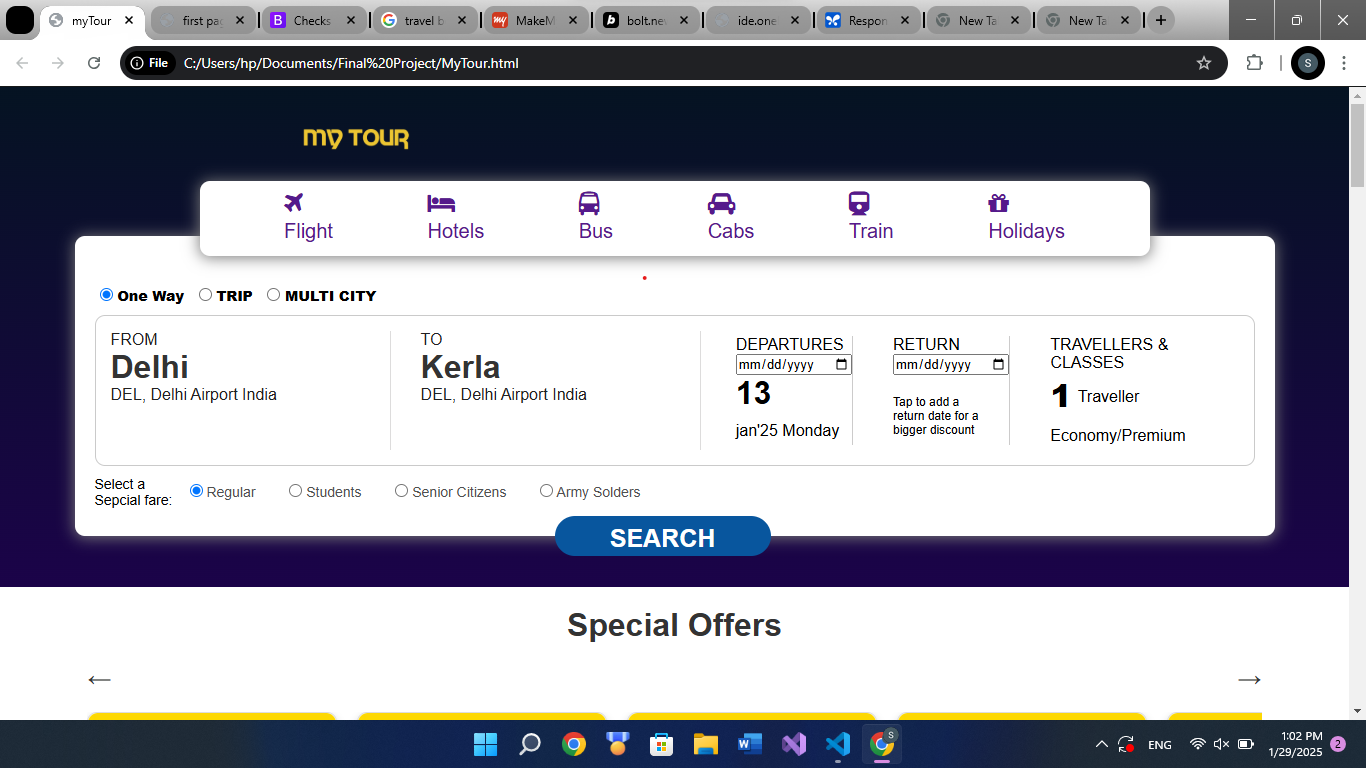 myTour
first pac
Checks
travel b
MakeM
bolt.ne
ide.one
Respon
New Ta
New Ta
File C:/Users/hp/Documents/Final%20Project/MyTour.html
S
MY TOUR
Flight Hotels Bus Cabs Train Holidays
One Way TRIP MULTI CITY
FROM
Delhi
DEL, Delhi Airport India
TO
Kerla
DEL, Delhi Airport India
DEPARTURES
mm/dd/yyyy
13
jan'25 Monday
RETURN
mm/dd/yyyy
Tap to add a
return date for a
bigger discount
TRAVELLERS &
CLASSES
1 Traveller
Economy/Premium
Select a
Sepcial fare:
Regular Students Senior Citizens Army Solders
SEARCH
Special Offers
← →
ENG
1:02 PM
1/29/2025
2